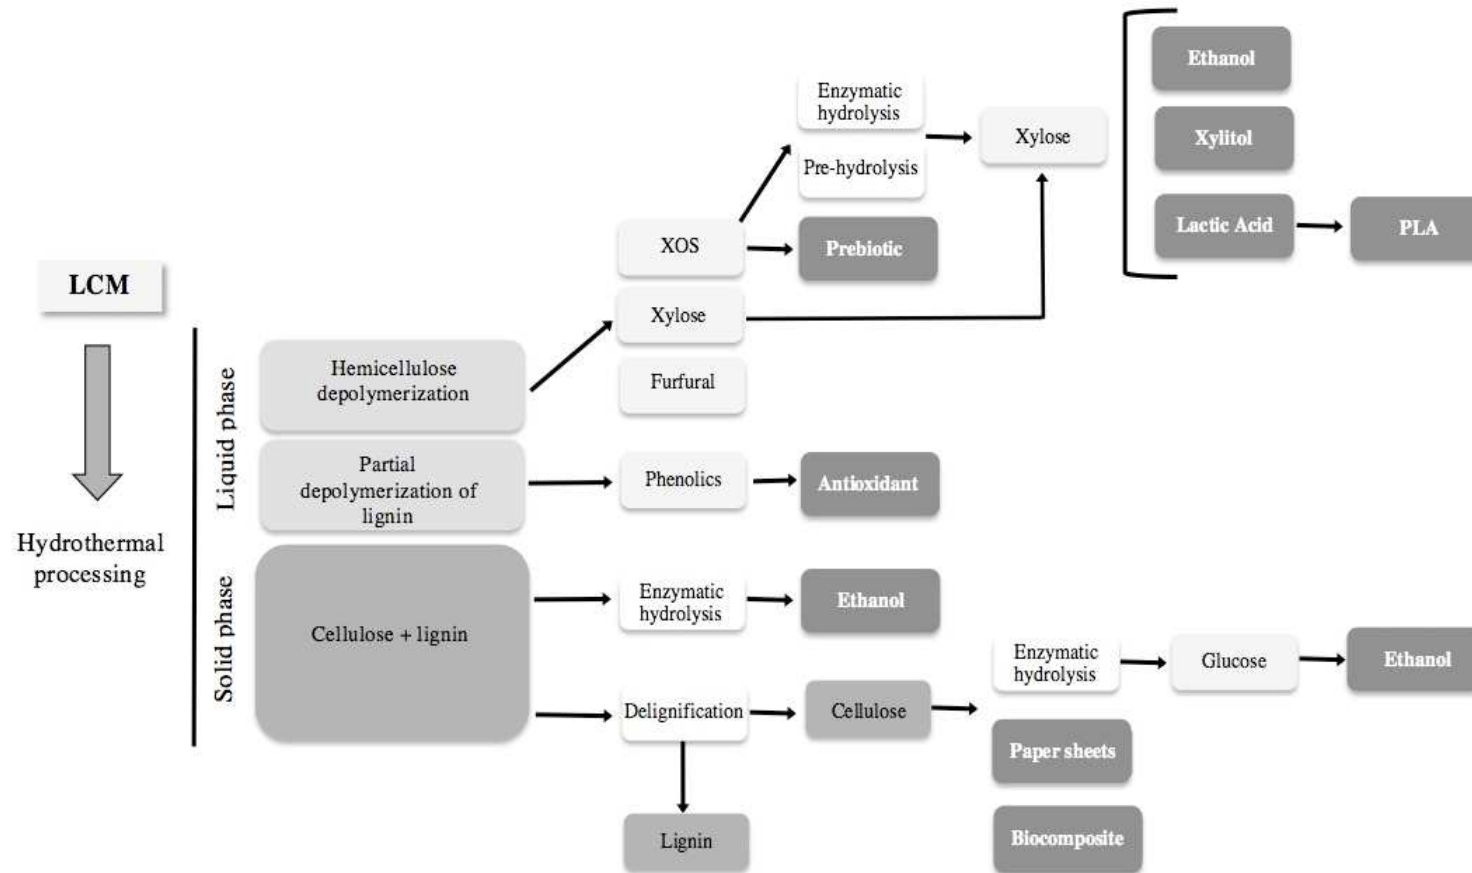 LCM
Hydrothermal
processing
Liquid phase
Solid phase
Hemicellulose
depolymerization
Partial
depolymerization of
lignin
Cellulose + lignin
XOS
Xylose
Furfural
Phenolics
Enzymatic
hydrolysis
Delignification
Lignin
Enzymatic
hydrolysis
Pre-hydrolysis
Prebiotic
Antioxidant
Ethanol
Cellulose
Xylose
Enzymatic
hydrolysis
Paper sheets
Biocomposite
Ethanol
Xylitol
Lactic Acid
PLA
Glucose
Ethanol